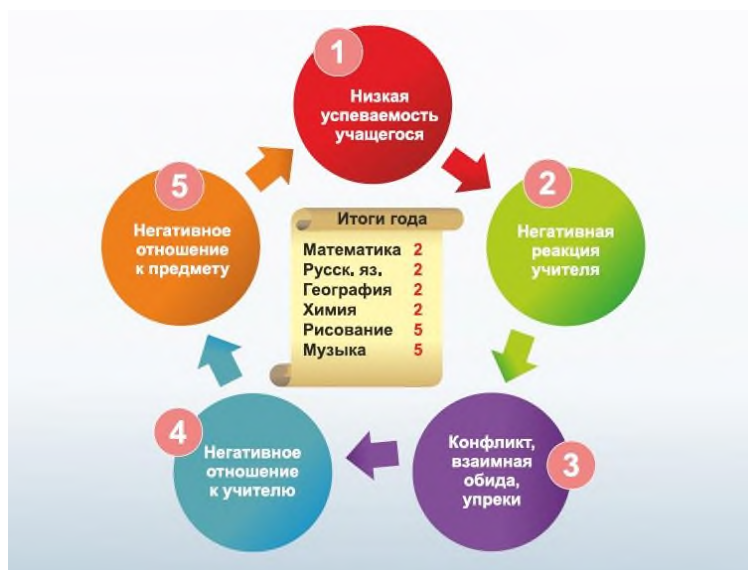 1
Низкая
успеваемость
учащегося
2
Негативная
реакция
учителя
3
Конфликт,
взаимная
обида,
упреки
4
Негативное
отношение
к учителю
5
Негативное
отношение
к предмету
Итоги года
Математика 2
Русск. яз. 2
География 2
Химия 2
Рисование 5
Музыка 5